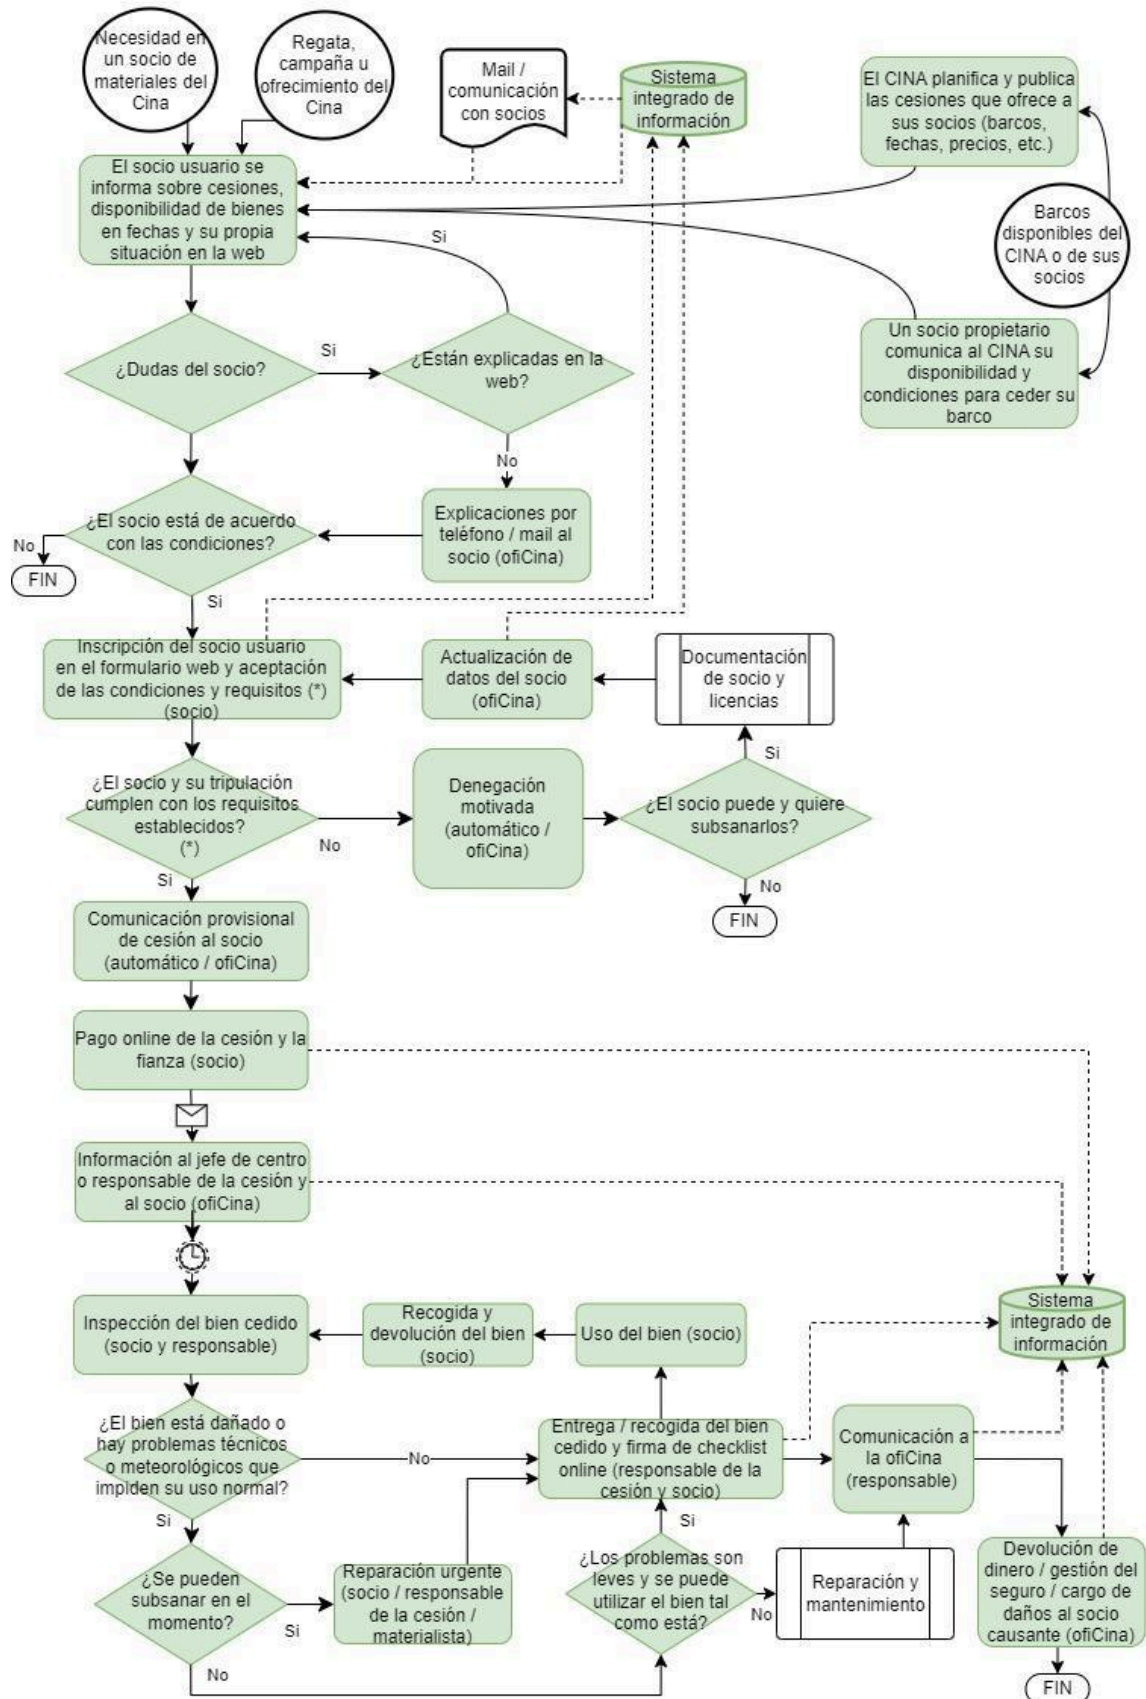 Necesidad en
un socio de
materiales del
Cina
Regata,
campaña u
ofrecimiento del
Cina
Mail /
comunicación
con socios
Sistema
integrado de
información
El CINA planifica y publica
las cesiones que ofrece a
sus socios (barcos,
fechas, precios, etc.)
El socio usuario se
informa sobre cesiones,
disponibilidad de bienes
en fechas y su propia
situación en la web
Barcos
disponibles del
CINA o de sus
socios
Si
Un socio propietario
comunica al CINA su
disponibilidad y
condiciones para ceder su
barco
¿Dudas del socio?
Si
¿Están explicadas en la
web?
No
Explicaciones por
teléfono / mail al
socio (ofiCina)
¿El socio está de acuerdo
con las condiciones?
No
FIN
Si
Inscripción del socio usuario
en el formulario web y aceptación
de las condiciones y requisitos (*)
(socio)
Actualización de
datos del socio
(ofiCina)
Documentación
de socio y
licencias
Si
¿El socio y su tripulación
cumplen con los requisitos
establecidos?
(*)
No
Denegación
motivada
(automático /
ofiCina)
¿El socio puede y quiere
subsanarlos?
No
FIN
Si
Comunicación provisional
de cesión al socio
(automático / ofiCina)
Pago online de la cesión y la
fianza (socio)
Información al jefe de centro
o responsable de la cesión y
al socio (ofiCina)
Inspección del bien cedido
(socio y responsable)
Recogida y
devolución del bien
(socio)
Uso del bien (socio)
Sistema
integrado de
información
¿El bien está dañado o
hay problemas técnicos
o meteorológicos que
impiden su uso normal?
No
Entrega / recogida del bien
cedido y firma de checklist
online (responsable de la
cesión y socio)
Comunicación a
la ofiCina
(responsable)
Si
Si
¿Se pueden
subsanar en el
momento?
Si
Reparación urgente
(socio / responsable
de la cesión /
materialista)
¿Los problemas son
leves y se puede
utilizar el bien tal
como está?
No
Reparación y
mantenimiento
Devolución de
dinero / gestión del
seguro / cargo de
daños al socio
causante (ofiCina)
No
FIN